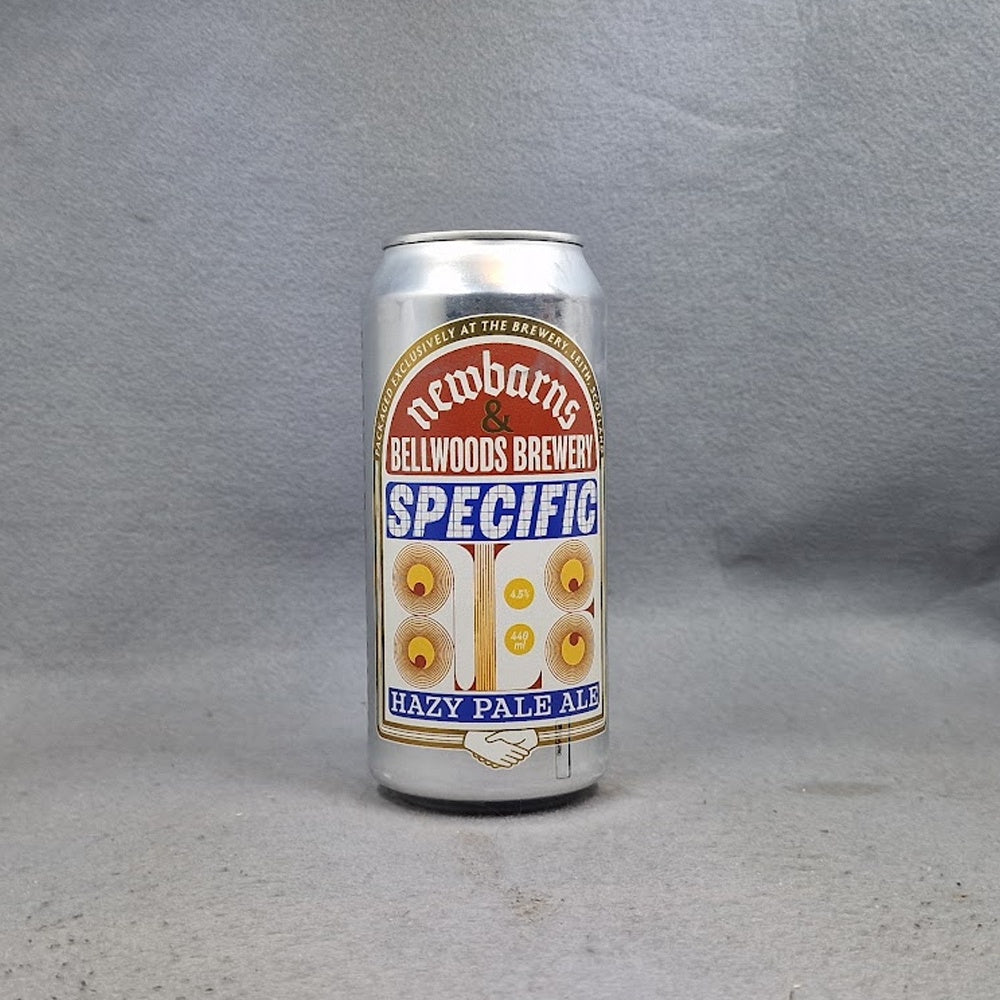 PACKAGED EXCLUSIVELY AT THE BREWERY, LEITH, SCOTLAND
newbarns
&
BELLWOODS BREWERY
SPECIFIC
4.5%
440
ml
HAZY PALE ALE